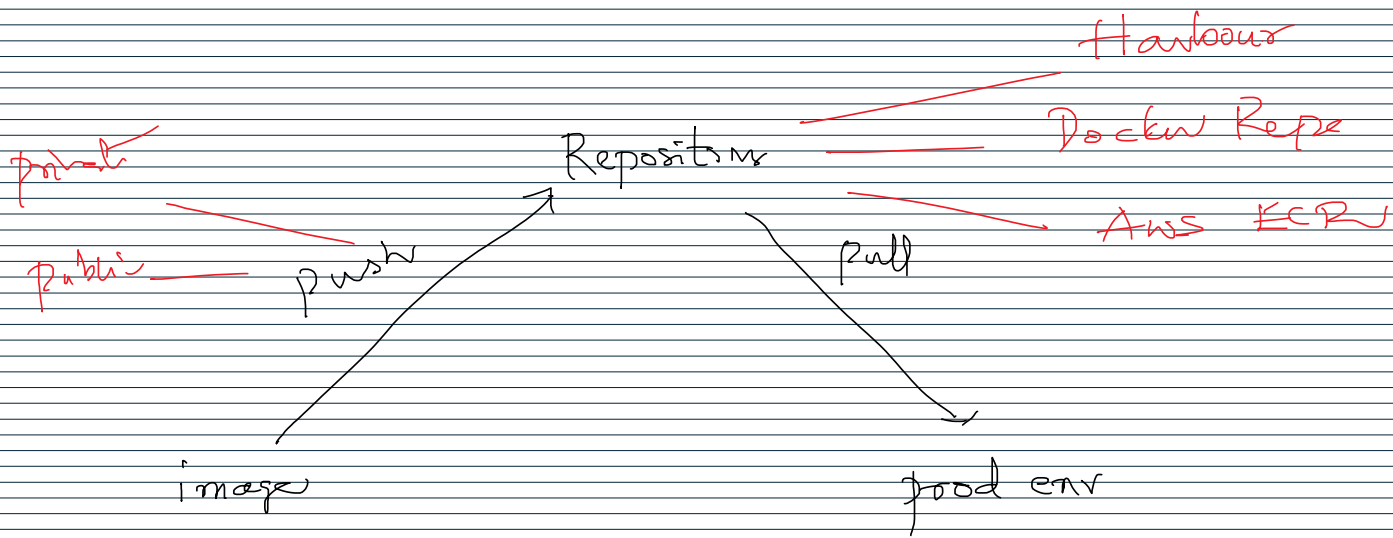 Harbour
Docker Repo
Repository
private
AWS ECR
public
push
pull
image
prod env